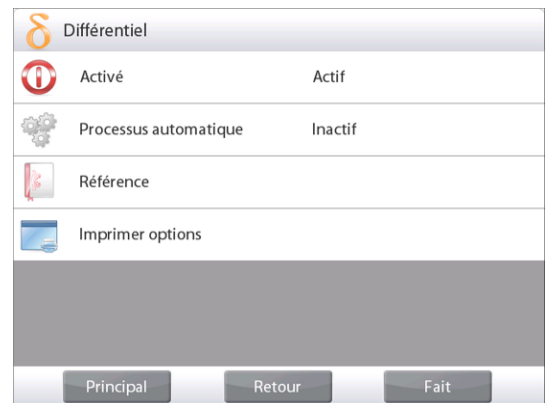 δ Différentiel
Activé Actif
Processus automatique Inactif
Référence
Imprimer options
Principal Retour Fait